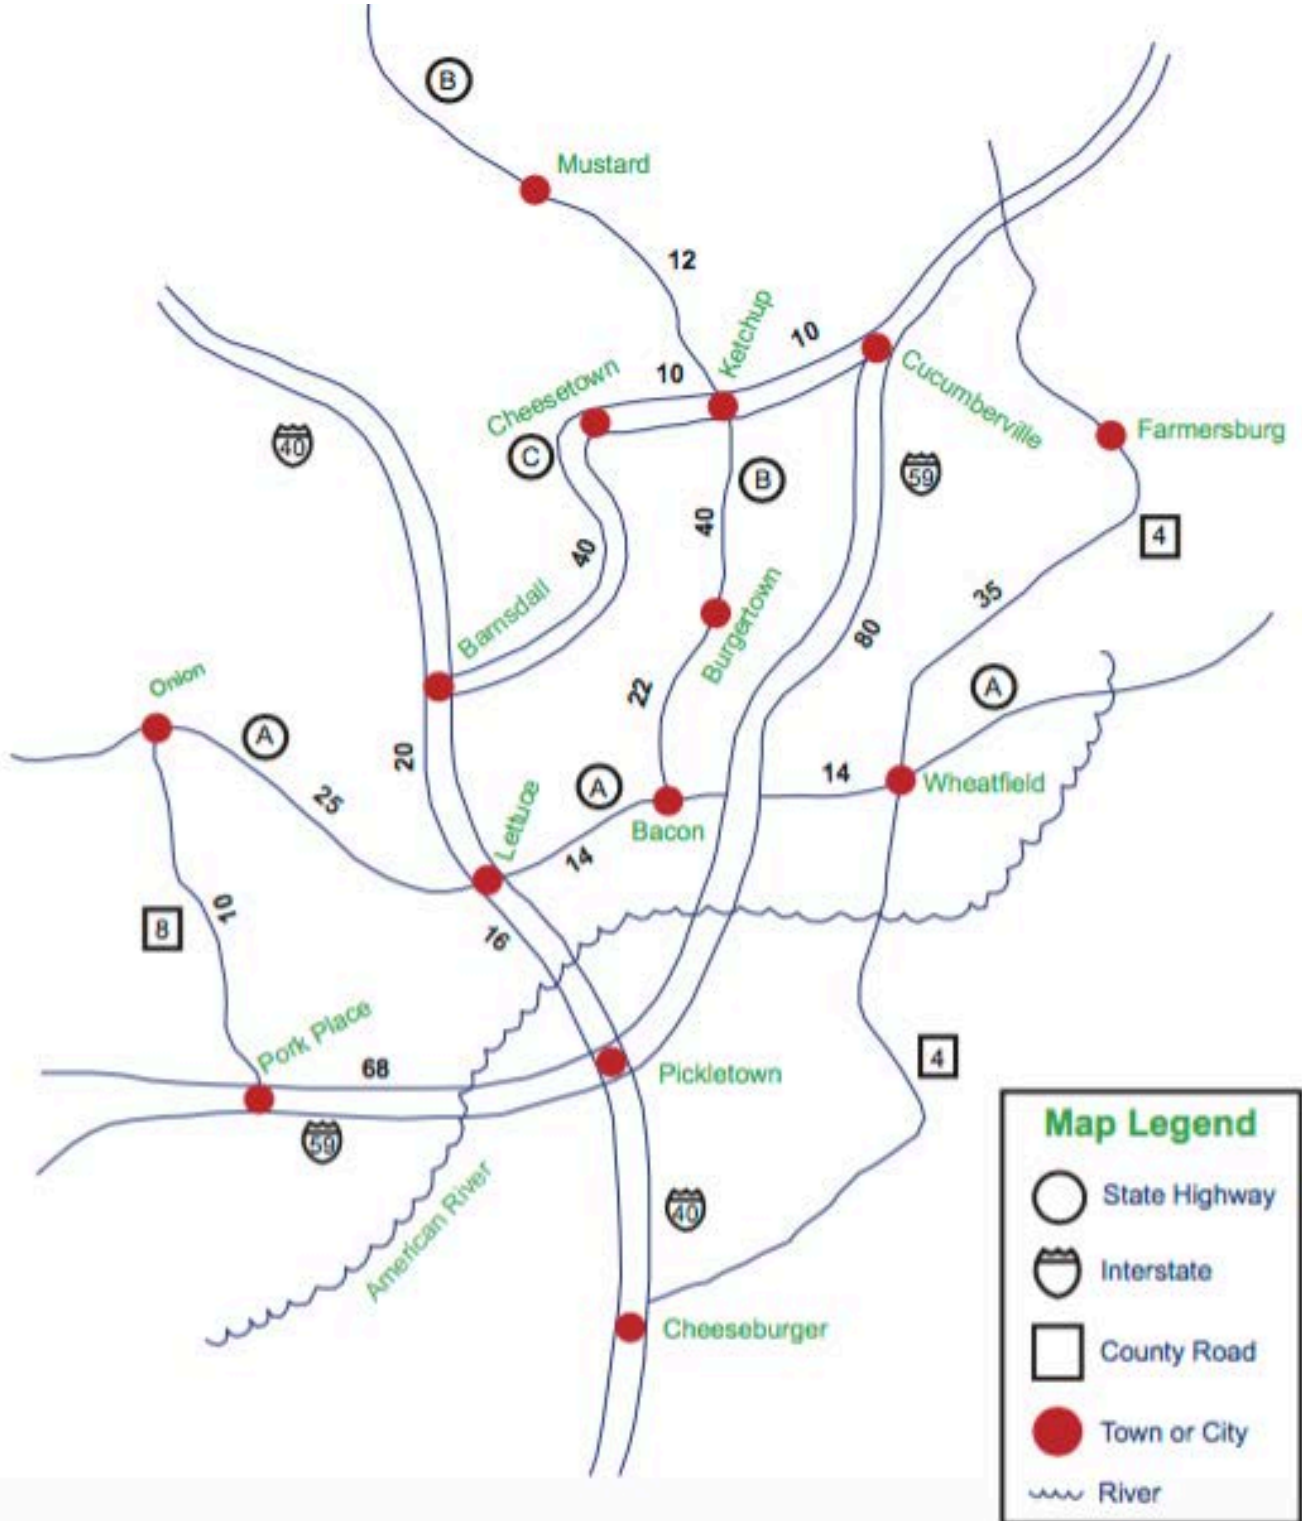 B
Mustard
12
Ketchup
10
10
Cheesetown
Cucumberville
40
C
B
59
Farmersburg
4
40
40
35
Barnsdall
Burgertown
80
Onion
A
22
A
20
25
A
14
Wheatfield
Lettuce
Bacon
14
8
10
16
Pork Place
68
Pickletown
4
59
American River
40
Cheeseburger
Map Legend
State Highway
Interstate
County Road
Town or City
River